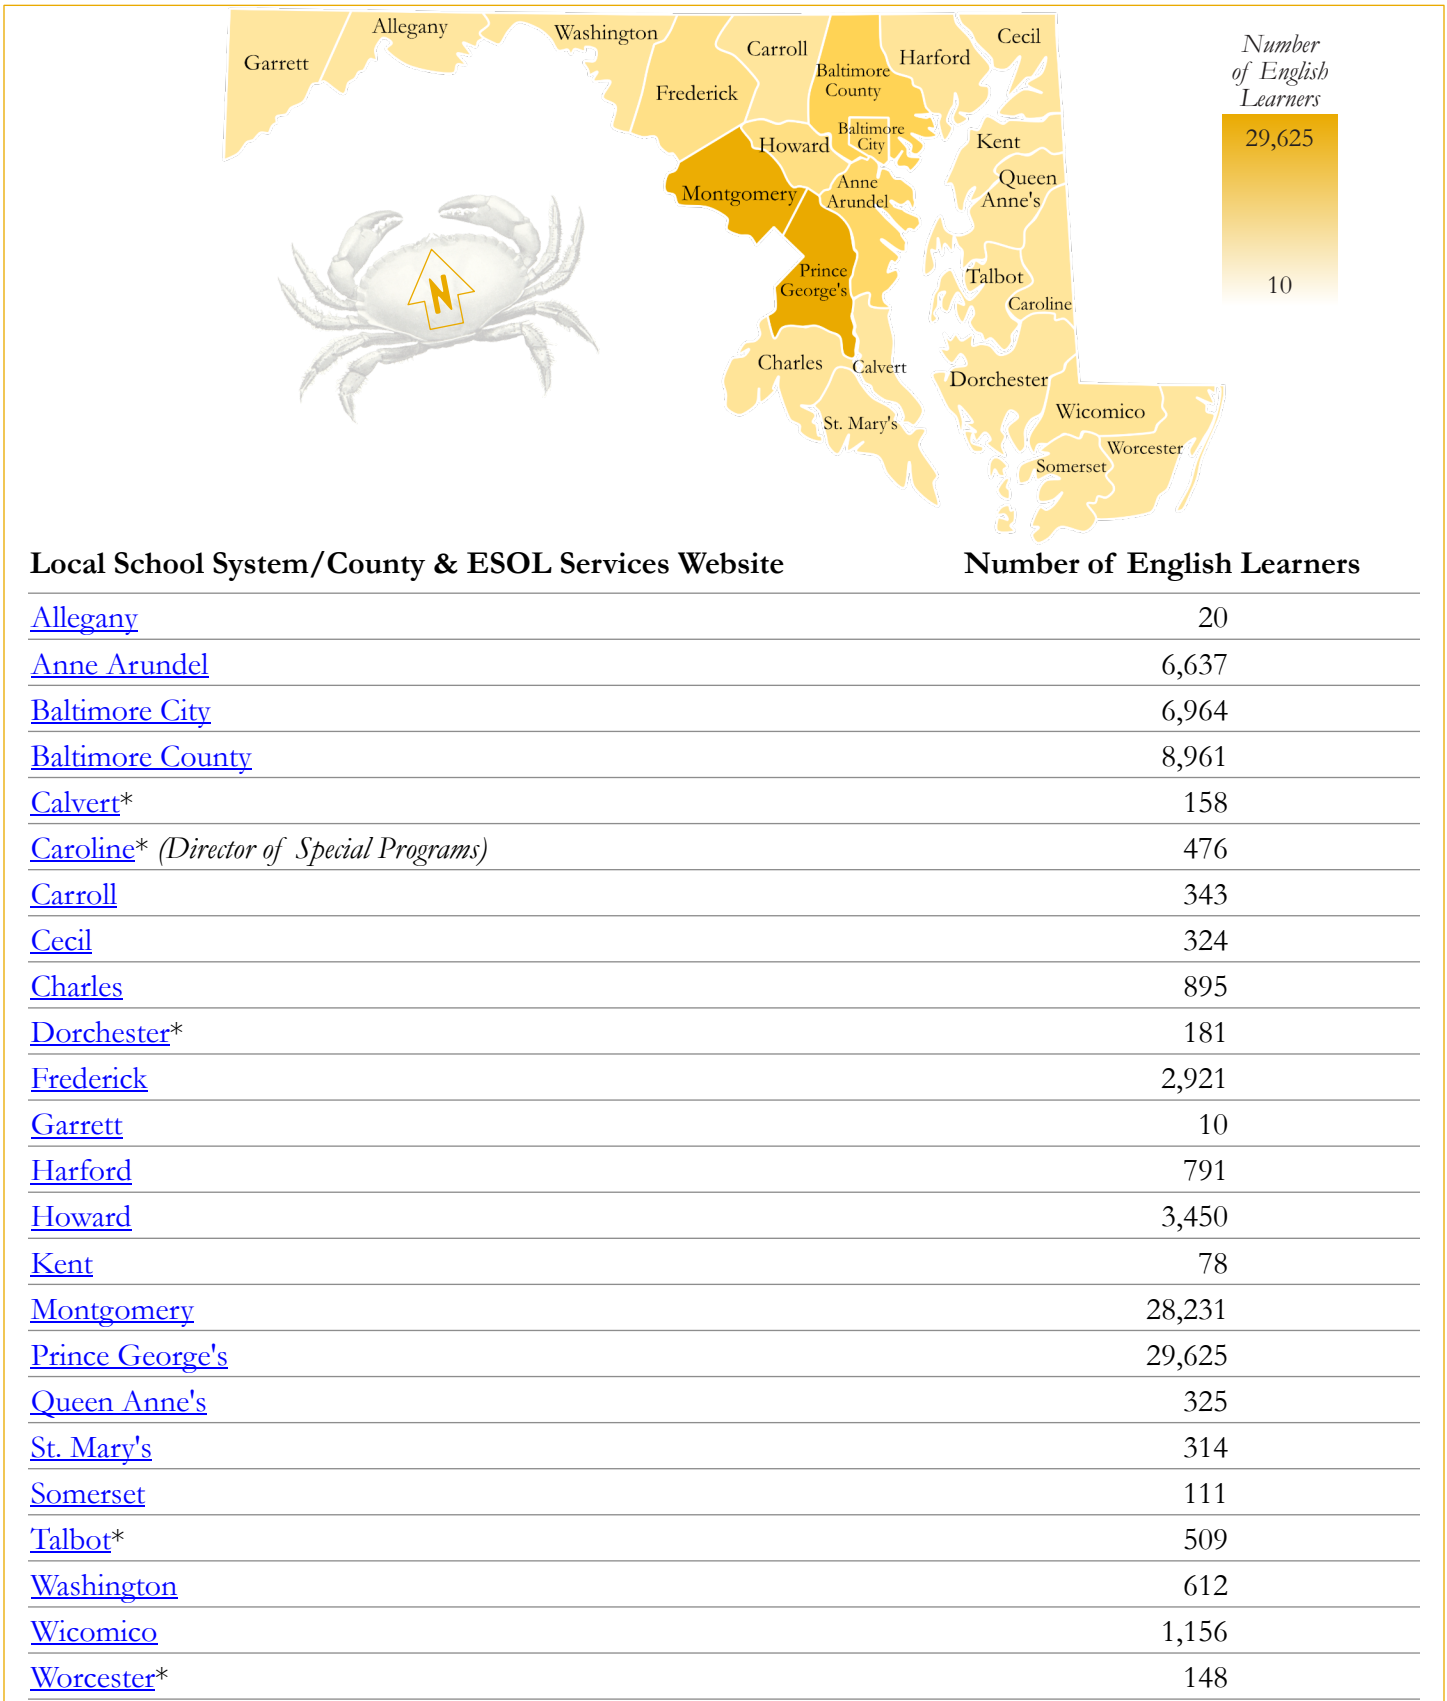 Garrett
Allegany
Washington
Frederick
Carroll
Baltimore
County
Harford
Cecil
Baltimore
City
Howard
Montgomery
Anne
Arundel
Prince
George's
Charles
Calvert
St. Mary's
Kent
Queen
Anne's
Talbot
Caroline
Dorchester
Wicomico
Worcester
Somerset
N
Number
of English
Learners
29,625
10
Local School System/County & ESOL Services Website Number of English Learners
Allegany 20
Anne Arundel 6,637
Baltimore City 6,964
Baltimore County 8,961
Calvert* 158
Caroline* (Director of Special Programs) 476
Carroll 343
Cecil 324
Charles 895
Dorchester* 181
Frederick 2,921
Garrett 10
Harford 791
Howard 3,450
Kent 78
Montgomery 28,231
Prince George's 29,625
Queen Anne's 325
St. Mary's 314
Somerset 111
Talbot* 509
Washington 612
Wicomico 1,156
Worcester* 148